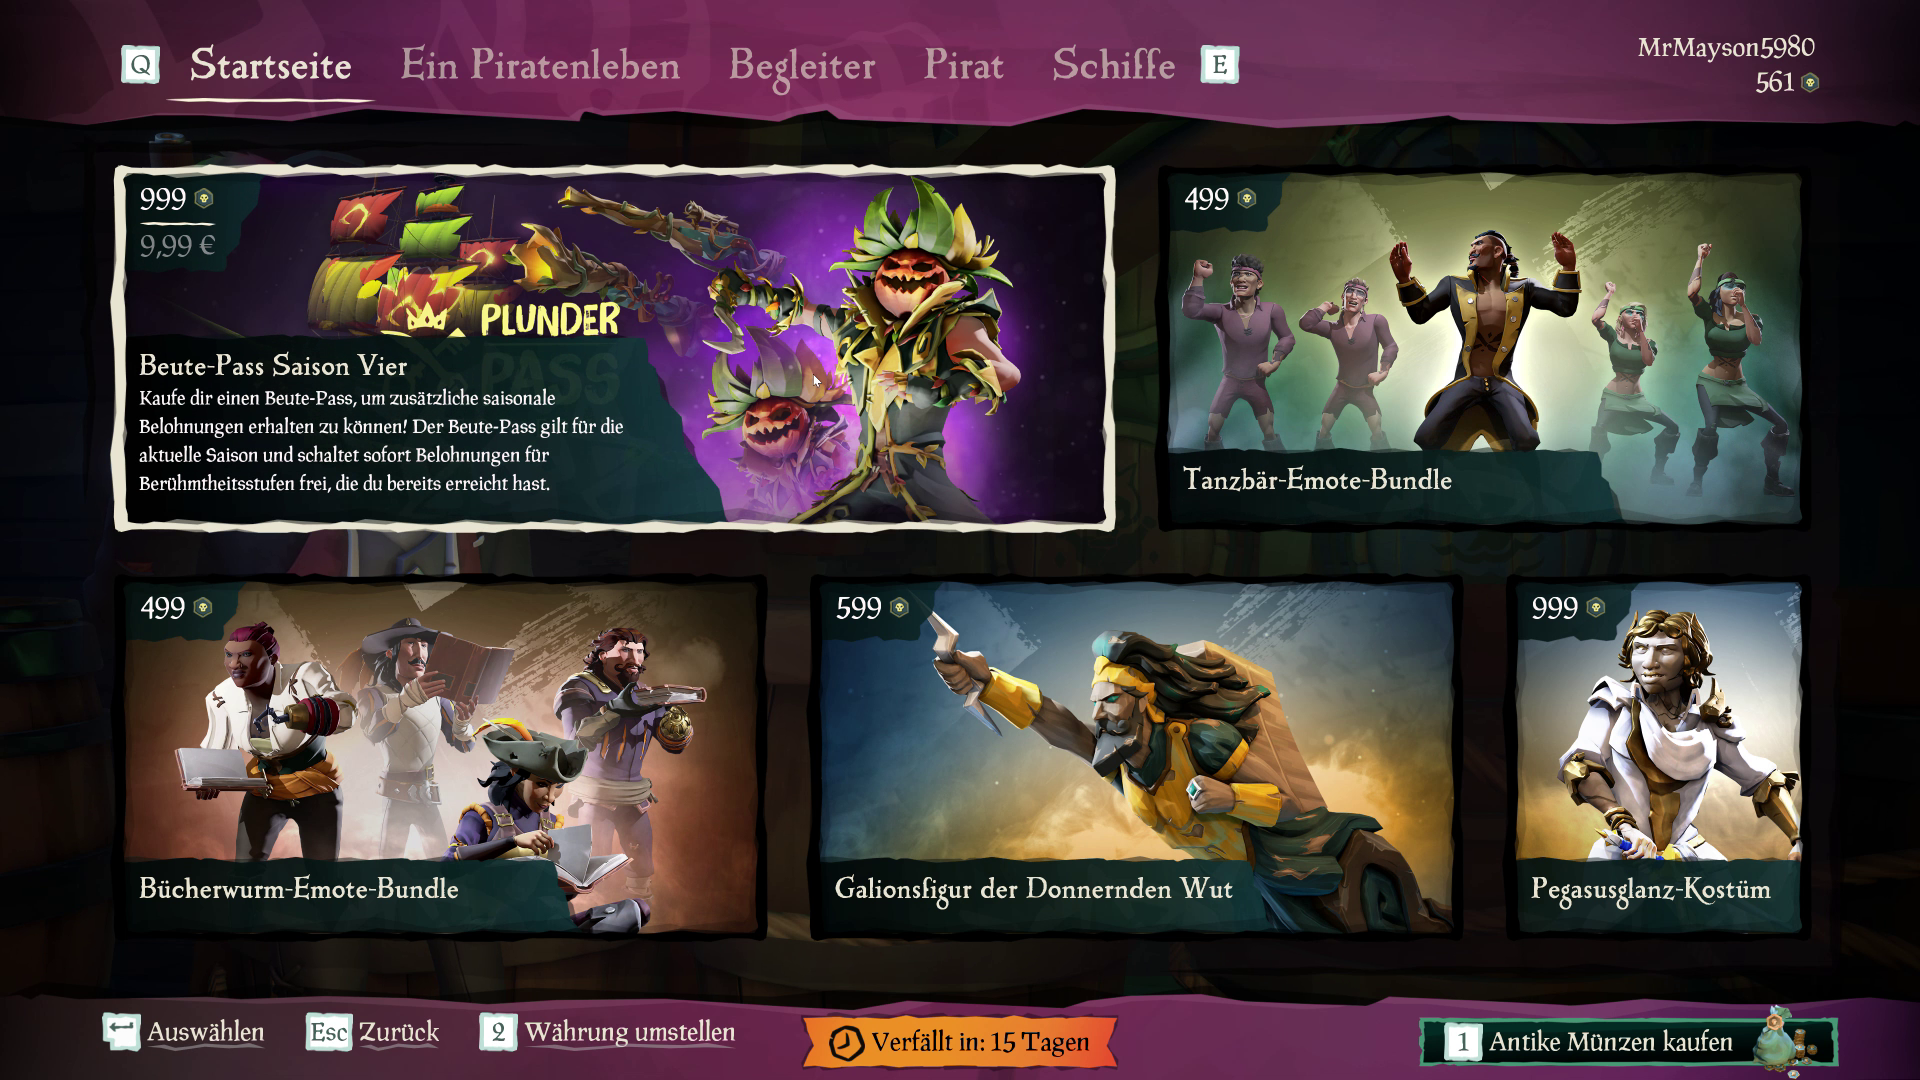 Q
Startseite
Ein Piratenleben
Begleiter
Pirat
Schiffe
E
MrMayson5980
561
999
9,99 €
PLUNDER
PASS
Beute-Pass Saison Vier
Kaufe dir einen Beute-Pass, um zusätzliche saisonale
Belohnungen erhalten zu können! Der Beute-Pass gilt für die
aktuelle Saison und schaltet sofort Belohnungen für
Berühmtheitsstufen frei, die du bereits erreicht hast.
499
Tanzbär-Emote-Bundle
499
Bücherwurm-Emote-Bundle
599
Galionsfigur der Donnernden Wut
999
Pegasusglanz-Kostüm
Auswählen
Esc Zurück
2 Währung umstellen
Verfällt in: 15 Tagen
1 Antike Münzen kaufen